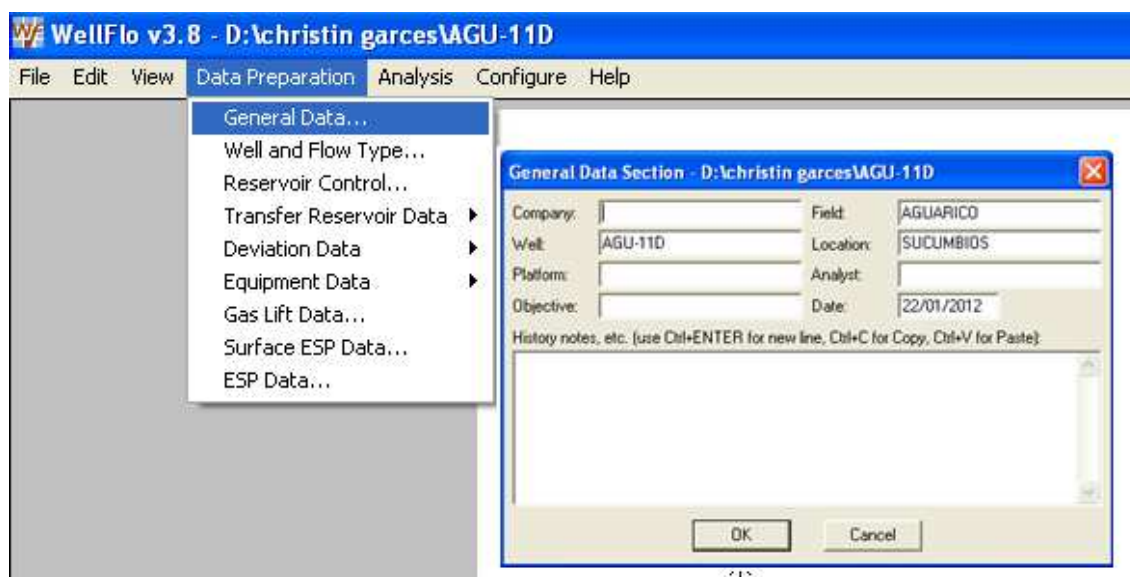 WellFlo v3.8 - D:\christin garces\AGU-11D
File Edit View Data Preparation Analysis Configure Help
General Data...
Well and Flow Type...
Reservoir Control...
Transfer Reservoir Data
Deviation Data
Equipment Data
Gas Lift Data...
Surface ESP Data...
ESP Data...
General Data Section - D:\christin garces\AGU-11D
Company: Field:
AGUARICO
Well: AGU-11D Location: SUCUMBIOS
Platform: Analyst:
Objective: Date: 22/01/2012
History notes, etc. (use Ctrl+ENTER for new line, Ctrl+C for Copy, Ctrl+V for Paste):
OK Cancel